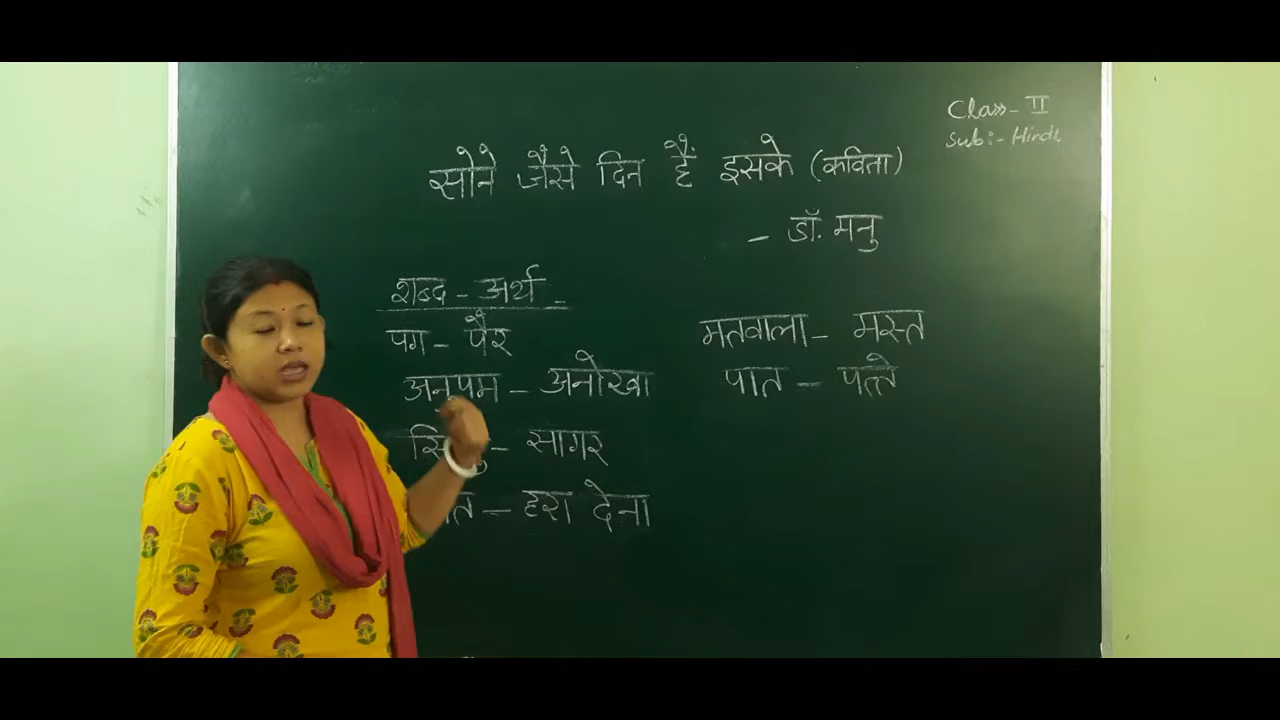 Class - II
Sub:- Hindi
सोने जैसे दिन हैं इसके (कविता)
- डॉ. मनु
शब्द - अर्थ -
पग - पैर
अनुपम - अनोखा
- सागर
- हरा देना
मतवाला - मस्त
पात - पत्ते